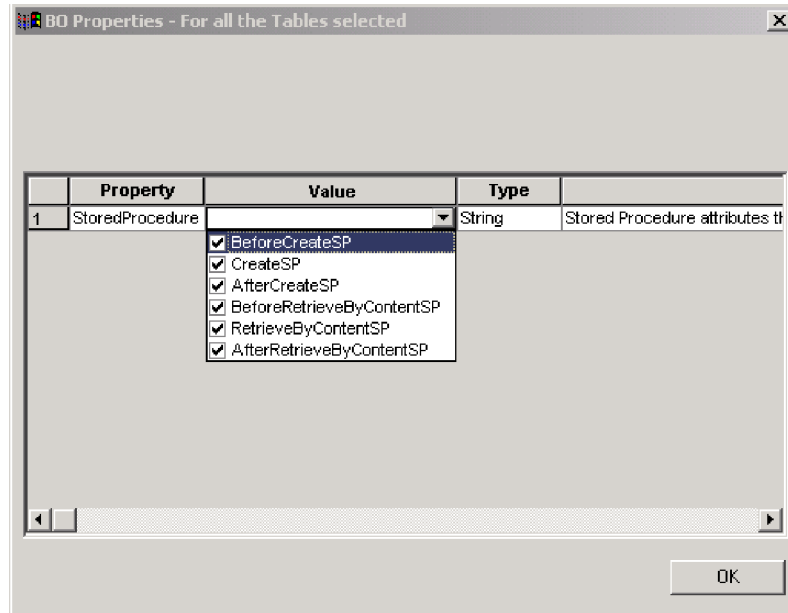 BO Properties - For all the Tables selected
Property Value Type
1 StoredProcedure String Stored Procedure attributes th
BeforeCreateSP
CreateSP
AfterCreateSP
BeforeRetrieveByContentSP
RetrieveByContentSP
AfterRetrieveByContentSP
OK